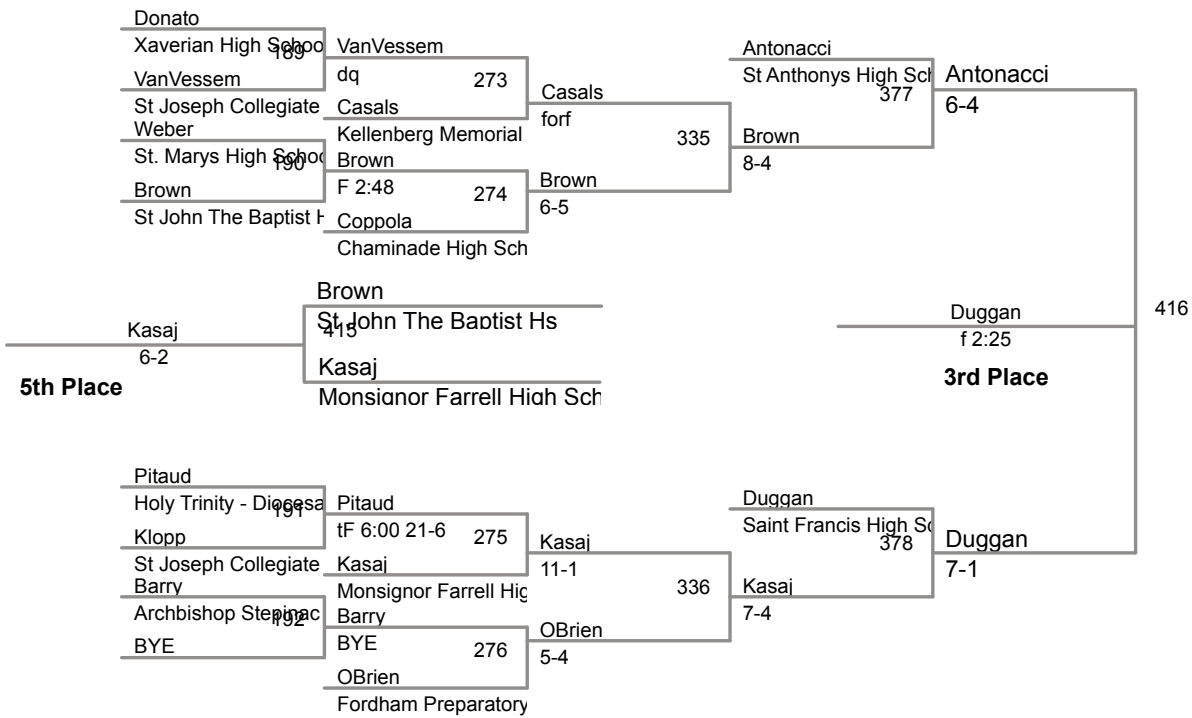 Donato
Xaverian High Schoo
189
VanVessem
St Joseph Collegiate
Weber
St. Marys High Schoo
190
Brown
St John The Baptist H
VanVessem
dq
273
Casals
Kellenberg Memorial
Brown
F 2:48
274
Coppola
Chaminade High Sch
Casals
forf
335
Brown
6-5
Antonacci
St Anthonys High Sch
377
Brown
8-4
Antonacci
6-4
416
Brown
St John The Baptist Hs
415
Kasaj
Monsignor Farrell High Sch
Kasaj
6-2
5th Place
Duggan
f 2:25
3rd Place
Pitaud
Holy Trinity - Diocesa
191
Klopp
St Joseph Collegiate
Barry
Archbishop Stepinac
192
BYE
Pitaud
tF 6:00 21-6
275
Kasaj
Monsignor Farrell Hig
Barry
BYE
276
OBrien
Fordham Preparatory
Kasaj
11-1
336
OBrien
5-4
Duggan
Saint Francis High Sc
378
Kasaj
7-4
Duggan
7-1